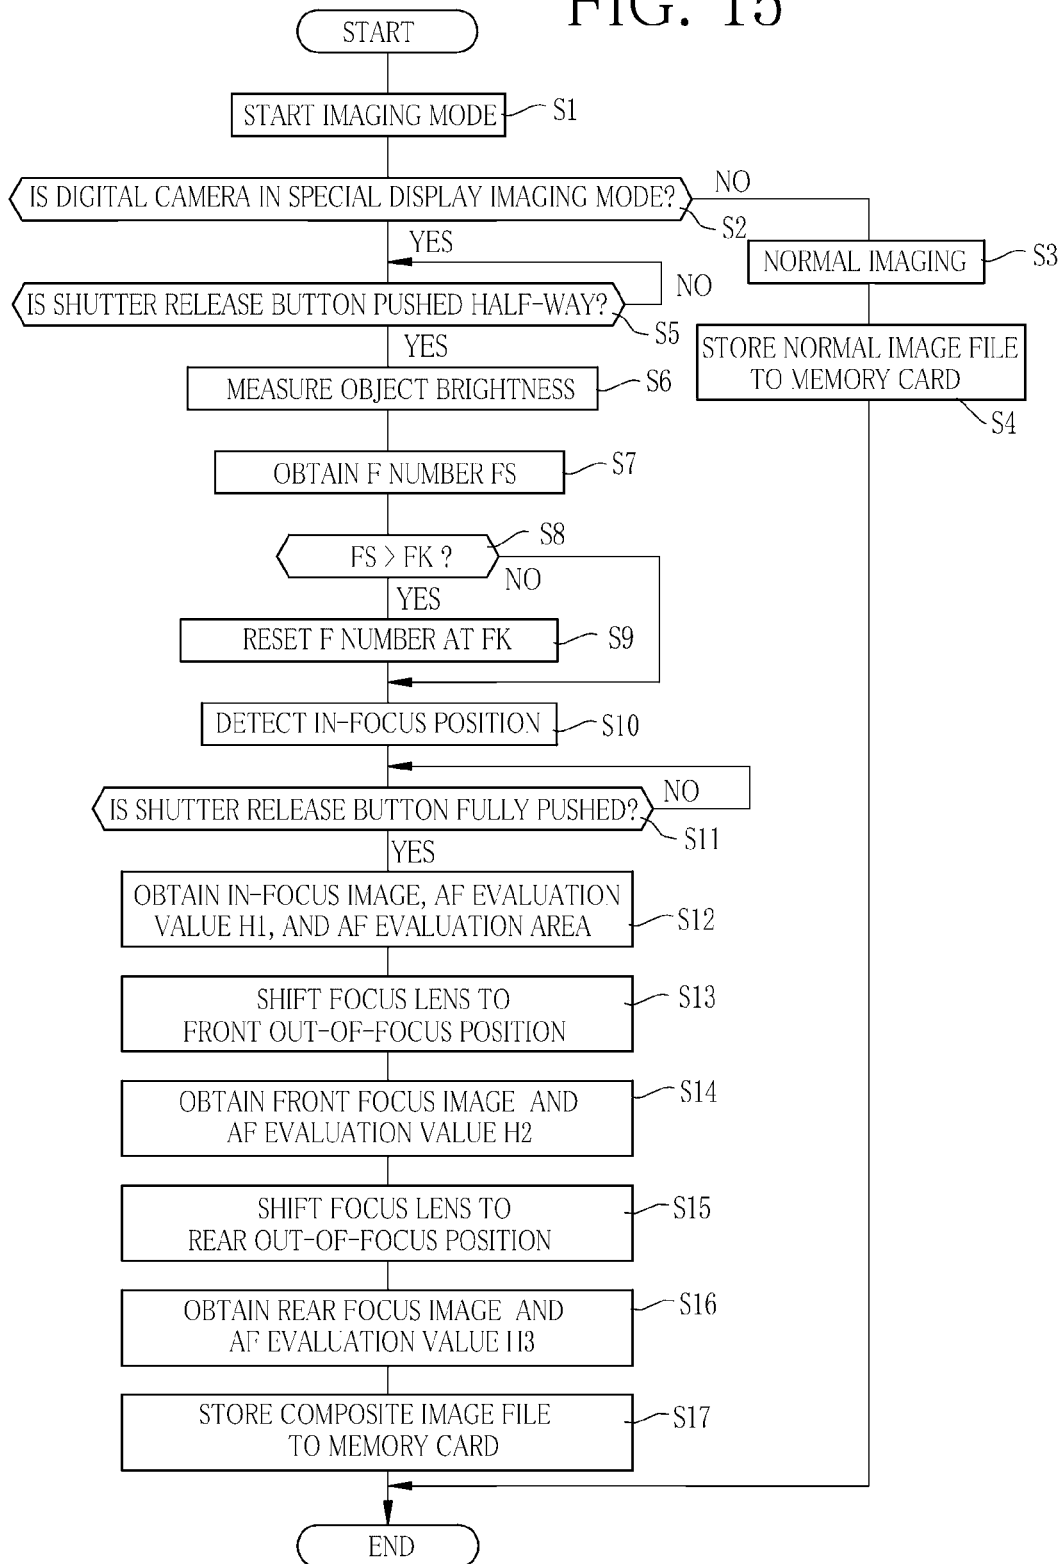 FIG. 15
START
START IMAGING MODE
S1
IS DIGITAL CAMERA IN SPECIAL DISPLAY IMAGING MODE?
NO
S2
YES
NORMAL IMAGING
S3
NO
IS SHUTTER RELEASE BUTTON PUSHED HALF-WAY?
S5
YES
STORE NORMAL IMAGE FILE
TO MEMORY CARD
S4
MEASURE OBJECT BRIGHTNESS
S6
OBTAIN F NUMBER FS
S7
FS > FK ?
S8
NO
YES
RESET F NUMBER AT FK
S9
DETECT IN-FOCUS POSITION
S10
NO
IS SHUTTER RELEASE BUTTON FULLY PUSHED?
S11
YES
OBTAIN IN-FOCUS IMAGE, AF EVALUATION
VALUE H1, AND AF EVALUATION AREA
S12
SHIFT FOCUS LENS TO
FRONT OUT-OF-FOCUS POSITION
S13
OBTAIN FRONT FOCUS IMAGE AND
AF EVALUATION VALUE H2
S14
SHIFT FOCUS LENS TO
REAR OUT-OF-FOCUS POSITION
S15
OBTAIN REAR FOCUS IMAGE AND
AF EVALUATION VALUE H3
S16
STORE COMPOSITE IMAGE FILE
TO MEMORY CARD
S17
END